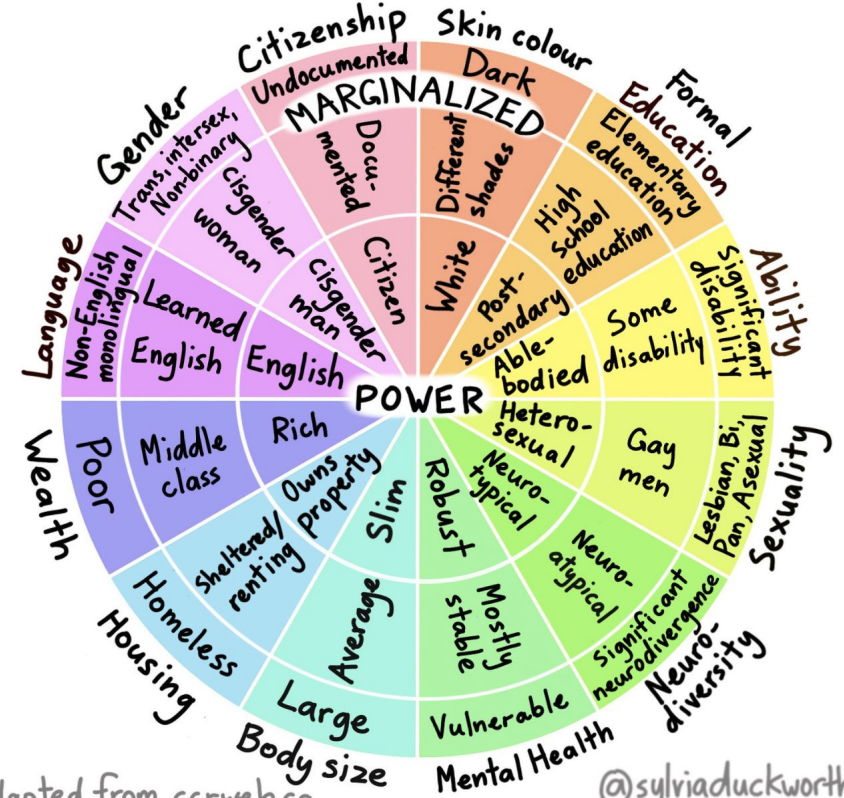 Citizenship
Undocumented
Docu-
mented
Citizen
Skin colour
Dark
Different
shades
White
Formal
Education
Elementary
education
High
School
education
Post-
secondary
Ability
Significant
disability
Some
disability
Able-
bodied
Sexuality
Lesbian, Bi,
Pan, Asexual
Gay
men
Hetero-
sexual
Neuro-
diversity
Significant
neurodivergence
Neuro-
atypical
Neuro-
typical
Mental Health
Vulnerable
Mostly
stable
Robust
Body size
Large
Average
Slim
Housing
Homeless
Sheltered/
renting
Owns
property
Wealth
Poor
Middle
class
Rich
Language
Non-English
monolingual
Learned
English
English
Gender
Trans, intersex,
Non-binary
cisgender
woman
cisgender
man
MARGINALIZED
POWER
@sylviaduckworth